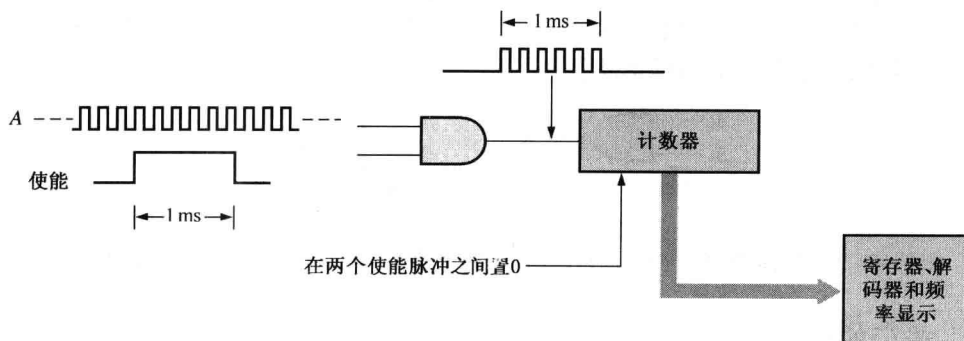 1 ms
A
计数器
使能
1 ms
在两个使能脉冲之间置0
寄存器、解
码器和频
率显示